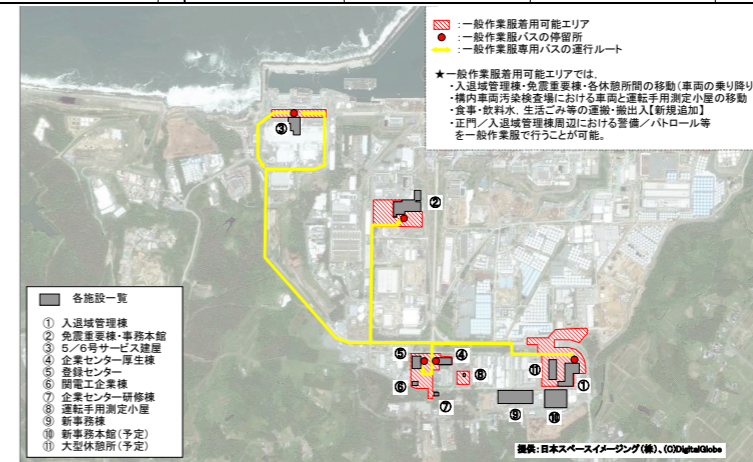 :一般作業服着用可能エリア
:一般作業服バスの停留所
:一般作業服専用バスの運行ルート
★一般作業服着用可能エリアでは、
・入退域管理棟・免震重要棟・各休憩所間の移動(車両の乗り降り
・構内車両汚染検査場における車両と運転手用測定小屋の移動
・食事・飲料水、生ごみ等の運搬・搬出入【新規追加】
・正門/入退域管理棟周辺における警備/パトロール等
を一般作業服で行うことが可能。
③
②
⑤
④
⑥
⑧
⑦
⑪
①
⑨
⑩
各施設一覧
① 入退域管理棟
② 免震重要棟・事務本館
③ 5/6号サービス建屋
④ 企業センター厚生棟
⑤ 登録センター
⑥ 関電工企業棟
⑦ 企業センター研修棟
⑧ 運転手用測定小屋
⑨ 新事務棟
⑩ 新事務本館(予定)
⑪ 大型休憩所(予定)
提供:日本スペースイメージング(株)、(C)DigitalGlobe